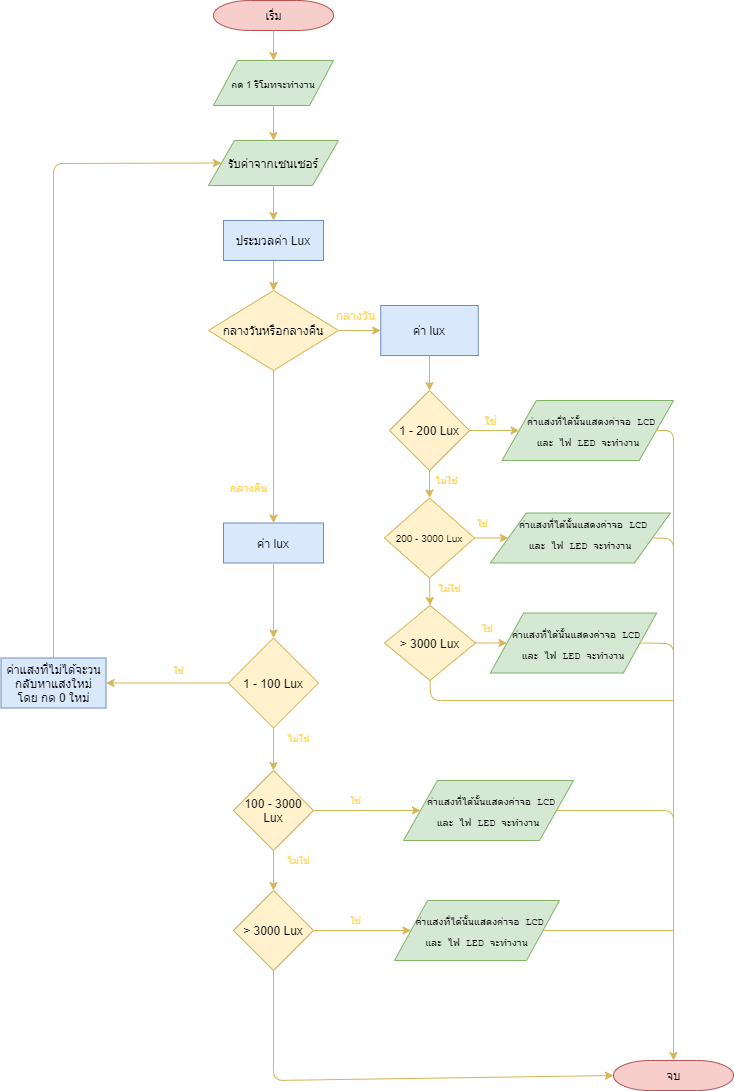 เริ่ม
กด 1 รีโมทจะทำงาน
รับค่าจากเซนเซอร์
ประมวลค่า Lux
กลางวันหรือกลางคืน
กลางวัน
ค่า lux
1 - 200 Lux
ใช่
ค่าแสงที่ได้นั้นแสดงค่าจอ LCD
และ ไฟ LED จะทำงาน
ไม่ใช่
200 - 3000 Lux
ใช่
ค่าแสงที่ได้นั้นแสดงค่าจอ LCD
และ ไฟ LED จะทำงาน
ไม่ใช่
> 3000 Lux
ใช่
ค่าแสงที่ได้นั้นแสดงค่าจอ LCD
และ ไฟ LED จะทำงาน
กลางคืน
ค่า lux
1 - 100 Lux
ใช่
ค่าแสงที่ไม่ได้จะวน
กลับหาแสงใหม่
โดย กด 0 ใหม่
ไม่ใช่
100 - 3000
Lux
ใช่
ค่าแสงที่ได้นั้นแสดงค่าจอ LCD
และ ไฟ LED จะทำงาน
ไม่ใช่
> 3000 Lux
ใช่
ค่าแสงที่ได้นั้นแสดงค่าจอ LCD
และ ไฟ LED จะทำงาน
จบ